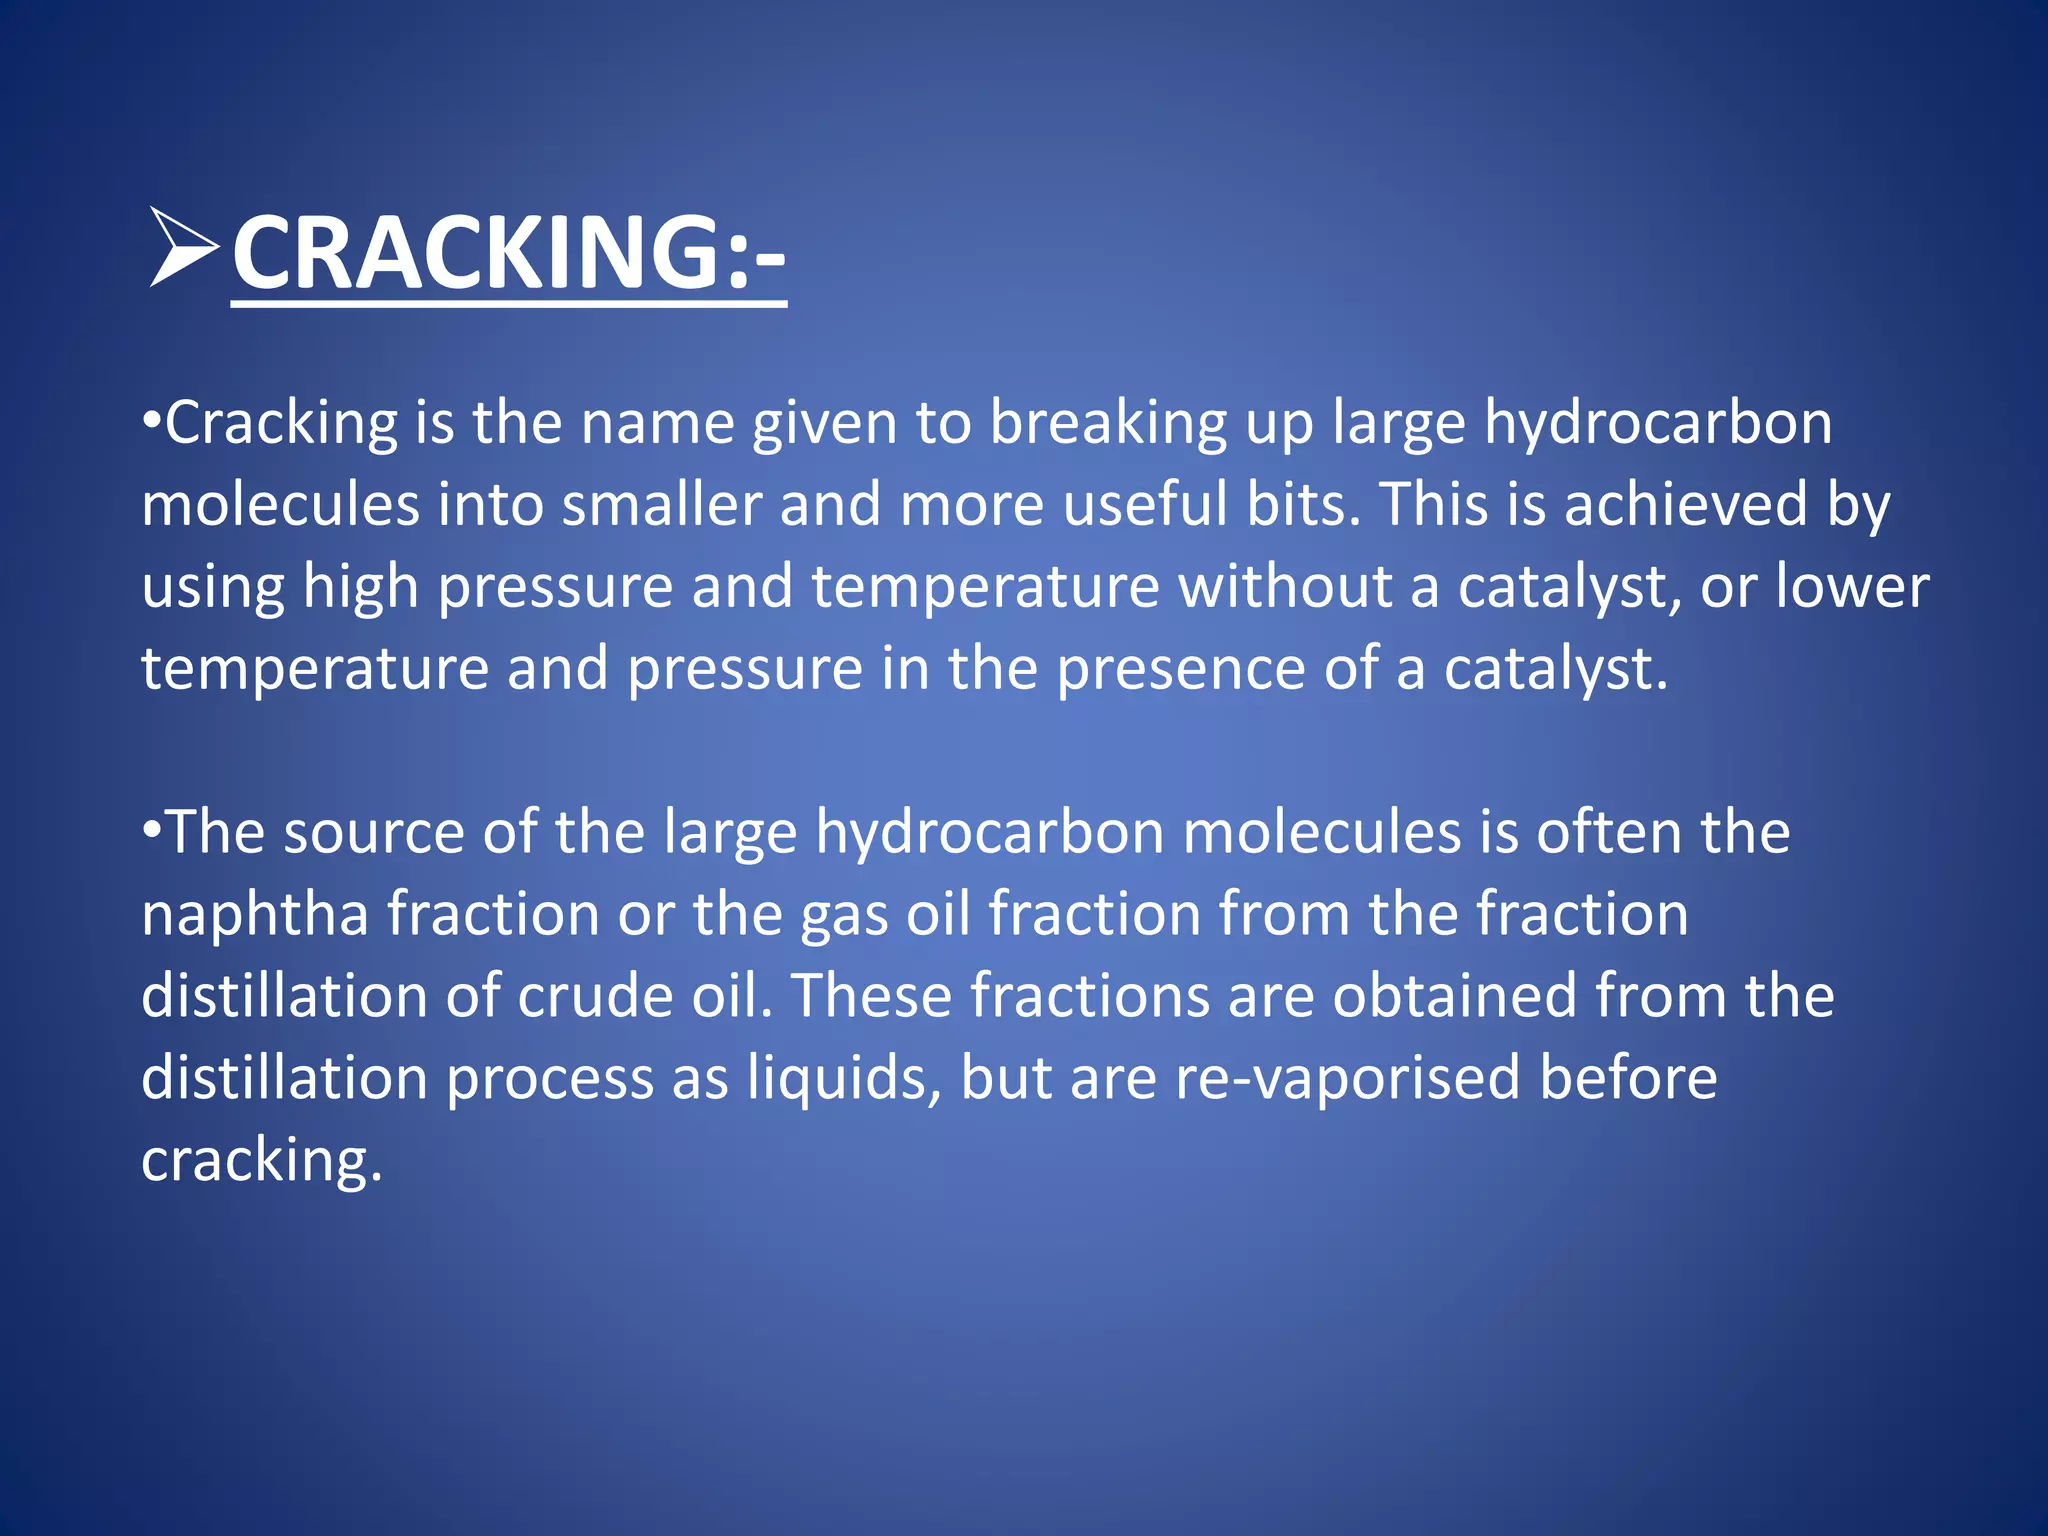 ➢CRACKING:-
•Cracking is the name given to breaking up large hydrocarbon
molecules into smaller and more useful bits. This is achieved by
using high pressure and temperature without a catalyst, or lower
temperature and pressure in the presence of a catalyst.
•The source of the large hydrocarbon molecules is often the
naphtha fraction or the gas oil fraction from the fraction
distillation of crude oil. These fractions are obtained from the
distillation process as liquids, but are re-vaporised before
cracking.